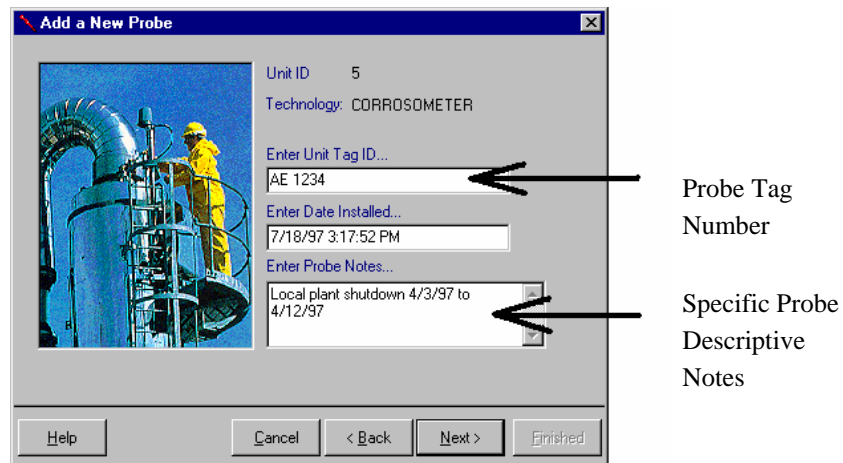 Add a New Probe
Unit ID 5
Technology: CORROSOMETER
Enter Unit Tag ID...
AE 1234
Enter Date Installed...
7/18/97 3:17:52 PM
Enter Probe Notes...
Local plant shutdown 4/3/97 to
4/12/97
Help
Cancel
< Back
Next >
Finished
Probe Tag
Number
Specific Probe
Descriptive
Notes